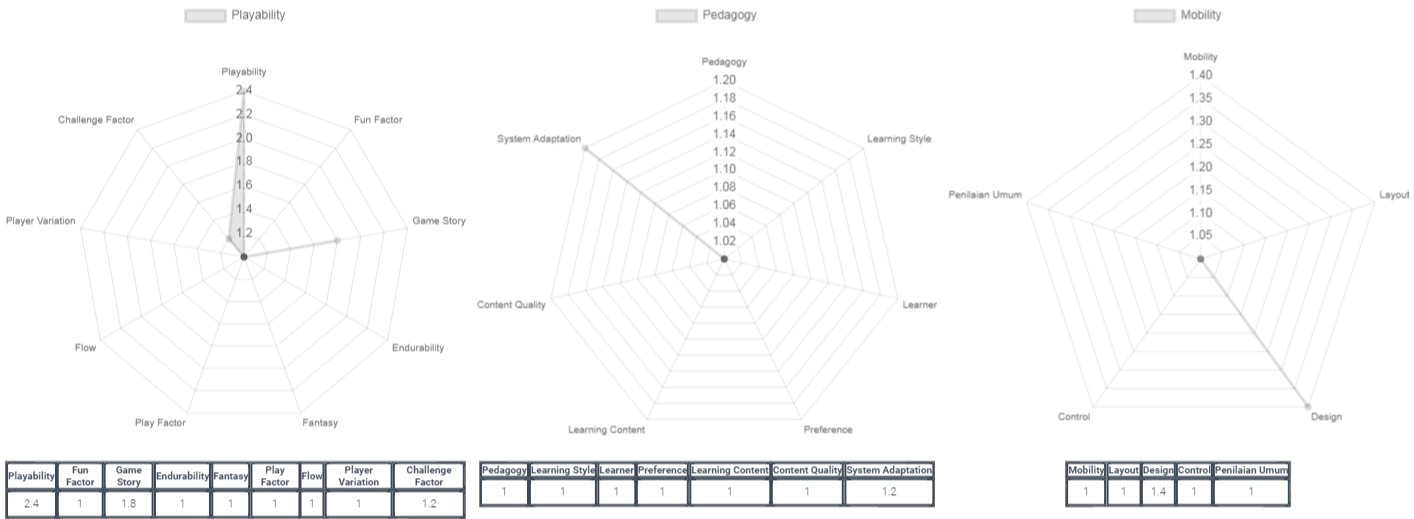 Playability
Playability
2.4
2.2
2.0
1.8
1.6
1.4
1.2
Fun Factor
Game Story
Endurability
Fantasy
Play Factor
Flow
Player Variation
Challenge Factor
Pedagogy
Pedagogy
1.20
1.18
1.16
1.14
1.12
1.10
1.08
1.06
1.04
1.02
Learning Style
Learner
Preference
Learning Content
Content Quality
System Adaptation
Mobility
Mobility
1.40
1.35
1.30
1.25
1.20
1.15
1.10
1.05
Layout
Design
Control
Penilaian Umum
Playability Fun Factor Game Story Endurability Fantasy Play Factor Flow Player Variation Challenge Factor
2.4 1 1.8 1 1 1 1 1 1.2
Pedagogy Learning Style Learner Preference Learning Content Content Quality System Adaptation
1 1 1 1 1 1 1.2
Mobility Layout Design Control Penilaian Umum
1 1 1.4 1 1